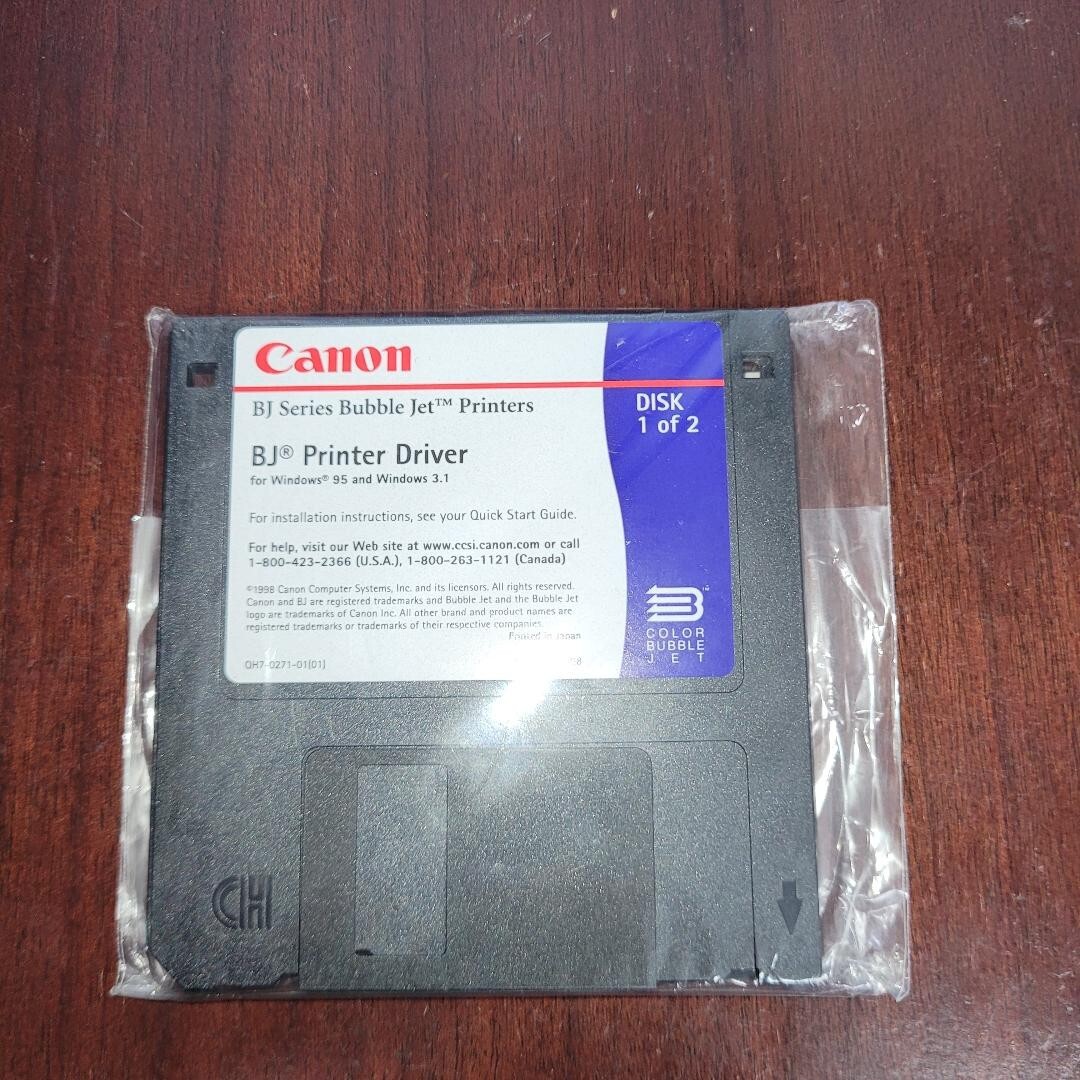 Canon
BJ Series Bubble Jet™ Printers
DISK
1 of 2
BJ® Printer Driver
for Windows® 95 and Windows 3.1
For installation instructions, see your Quick Start Guide.
For help, visit our Web site at www.ccsi.canon.com or call
1-800-423-2366 (U.S.A.), 1-800-263-1121 (Canada)
©1998 Canon Computer Systems, Inc. and its licensors. All rights reserved.
Canon and BJ are registered trademarks and Bubble Jet and the Bubble Jet
logo are trademarks of Canon Inc. All other brand and product names are
registered trademarks or trademarks of their respective companies.
Printed in Japan
QH7-0271-01(01)
COLOR
BUBBLE
JET